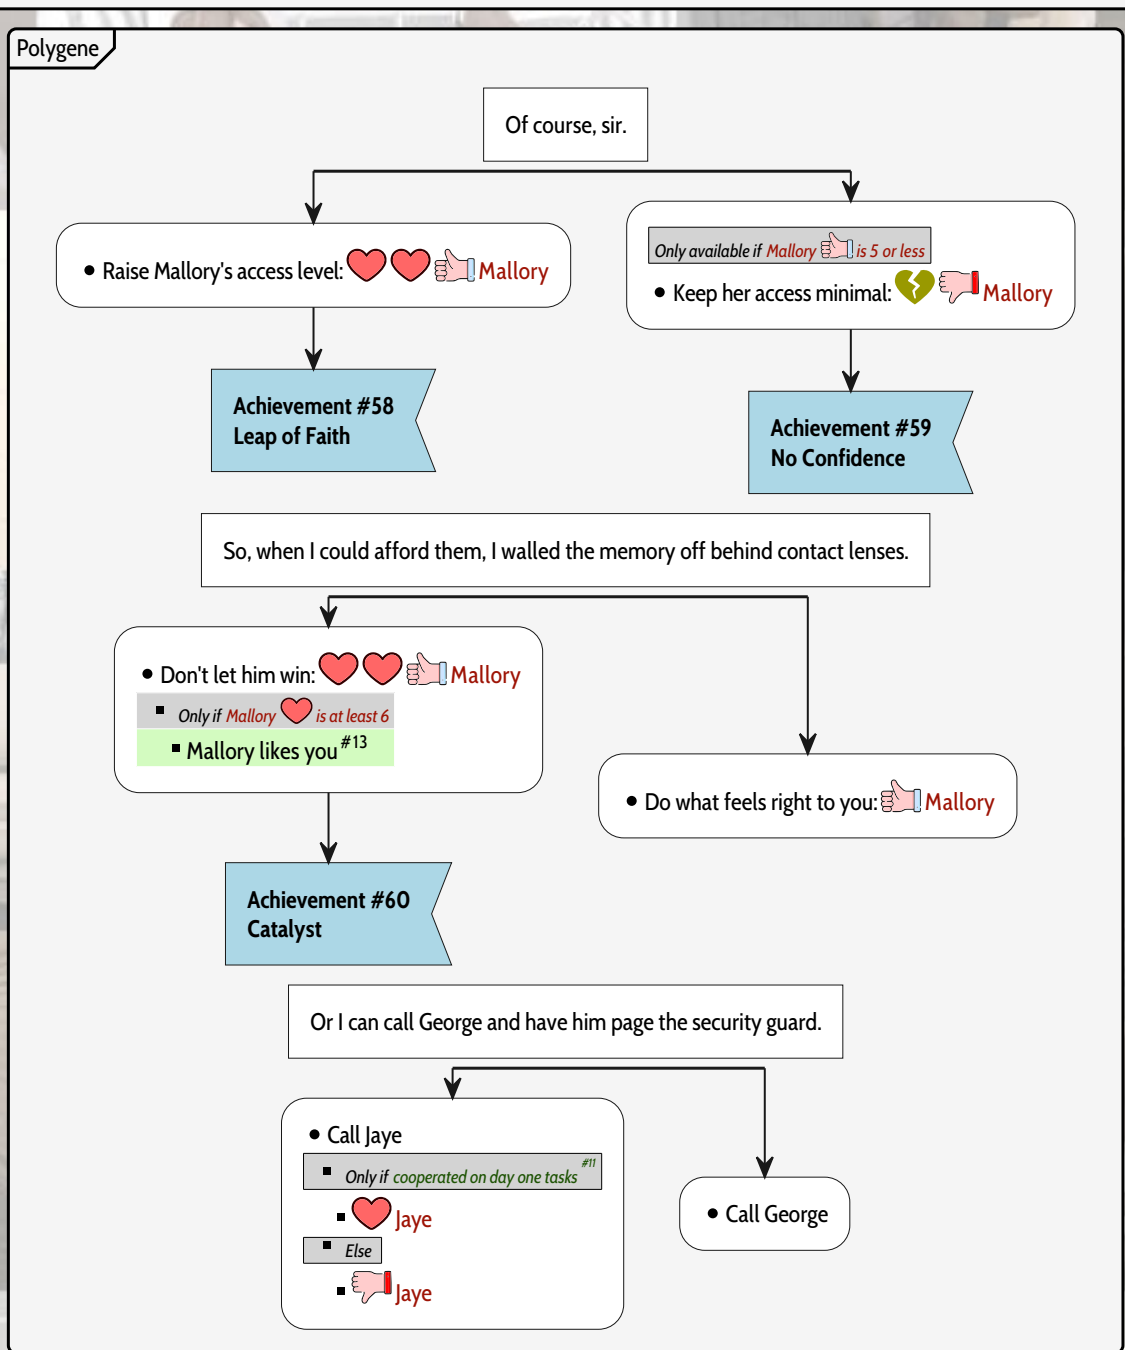 Polygene
Of course, sir.
• Raise Mallory's access level: Mallory
Only available if Mallory is 5 or less
• Keep her access minimal: Mallory
Achievement #58
Leap of Faith
Achievement #59
No Confidence
So, when I could afford them, I walled the memory off behind contact lenses.
• Don't let him win: Mallory
▪ Only if Mallory is at least 6
▪ Mallory likes you #13
• Do what feels right to you: Mallory
Achievement #60
Catalyst
Or I can call George and have him page the security guard.
• Call Jaye
▪ Only if cooperated on day one tasks #11
▪ Jaye
▪ Else
▪ Jaye
• Call George